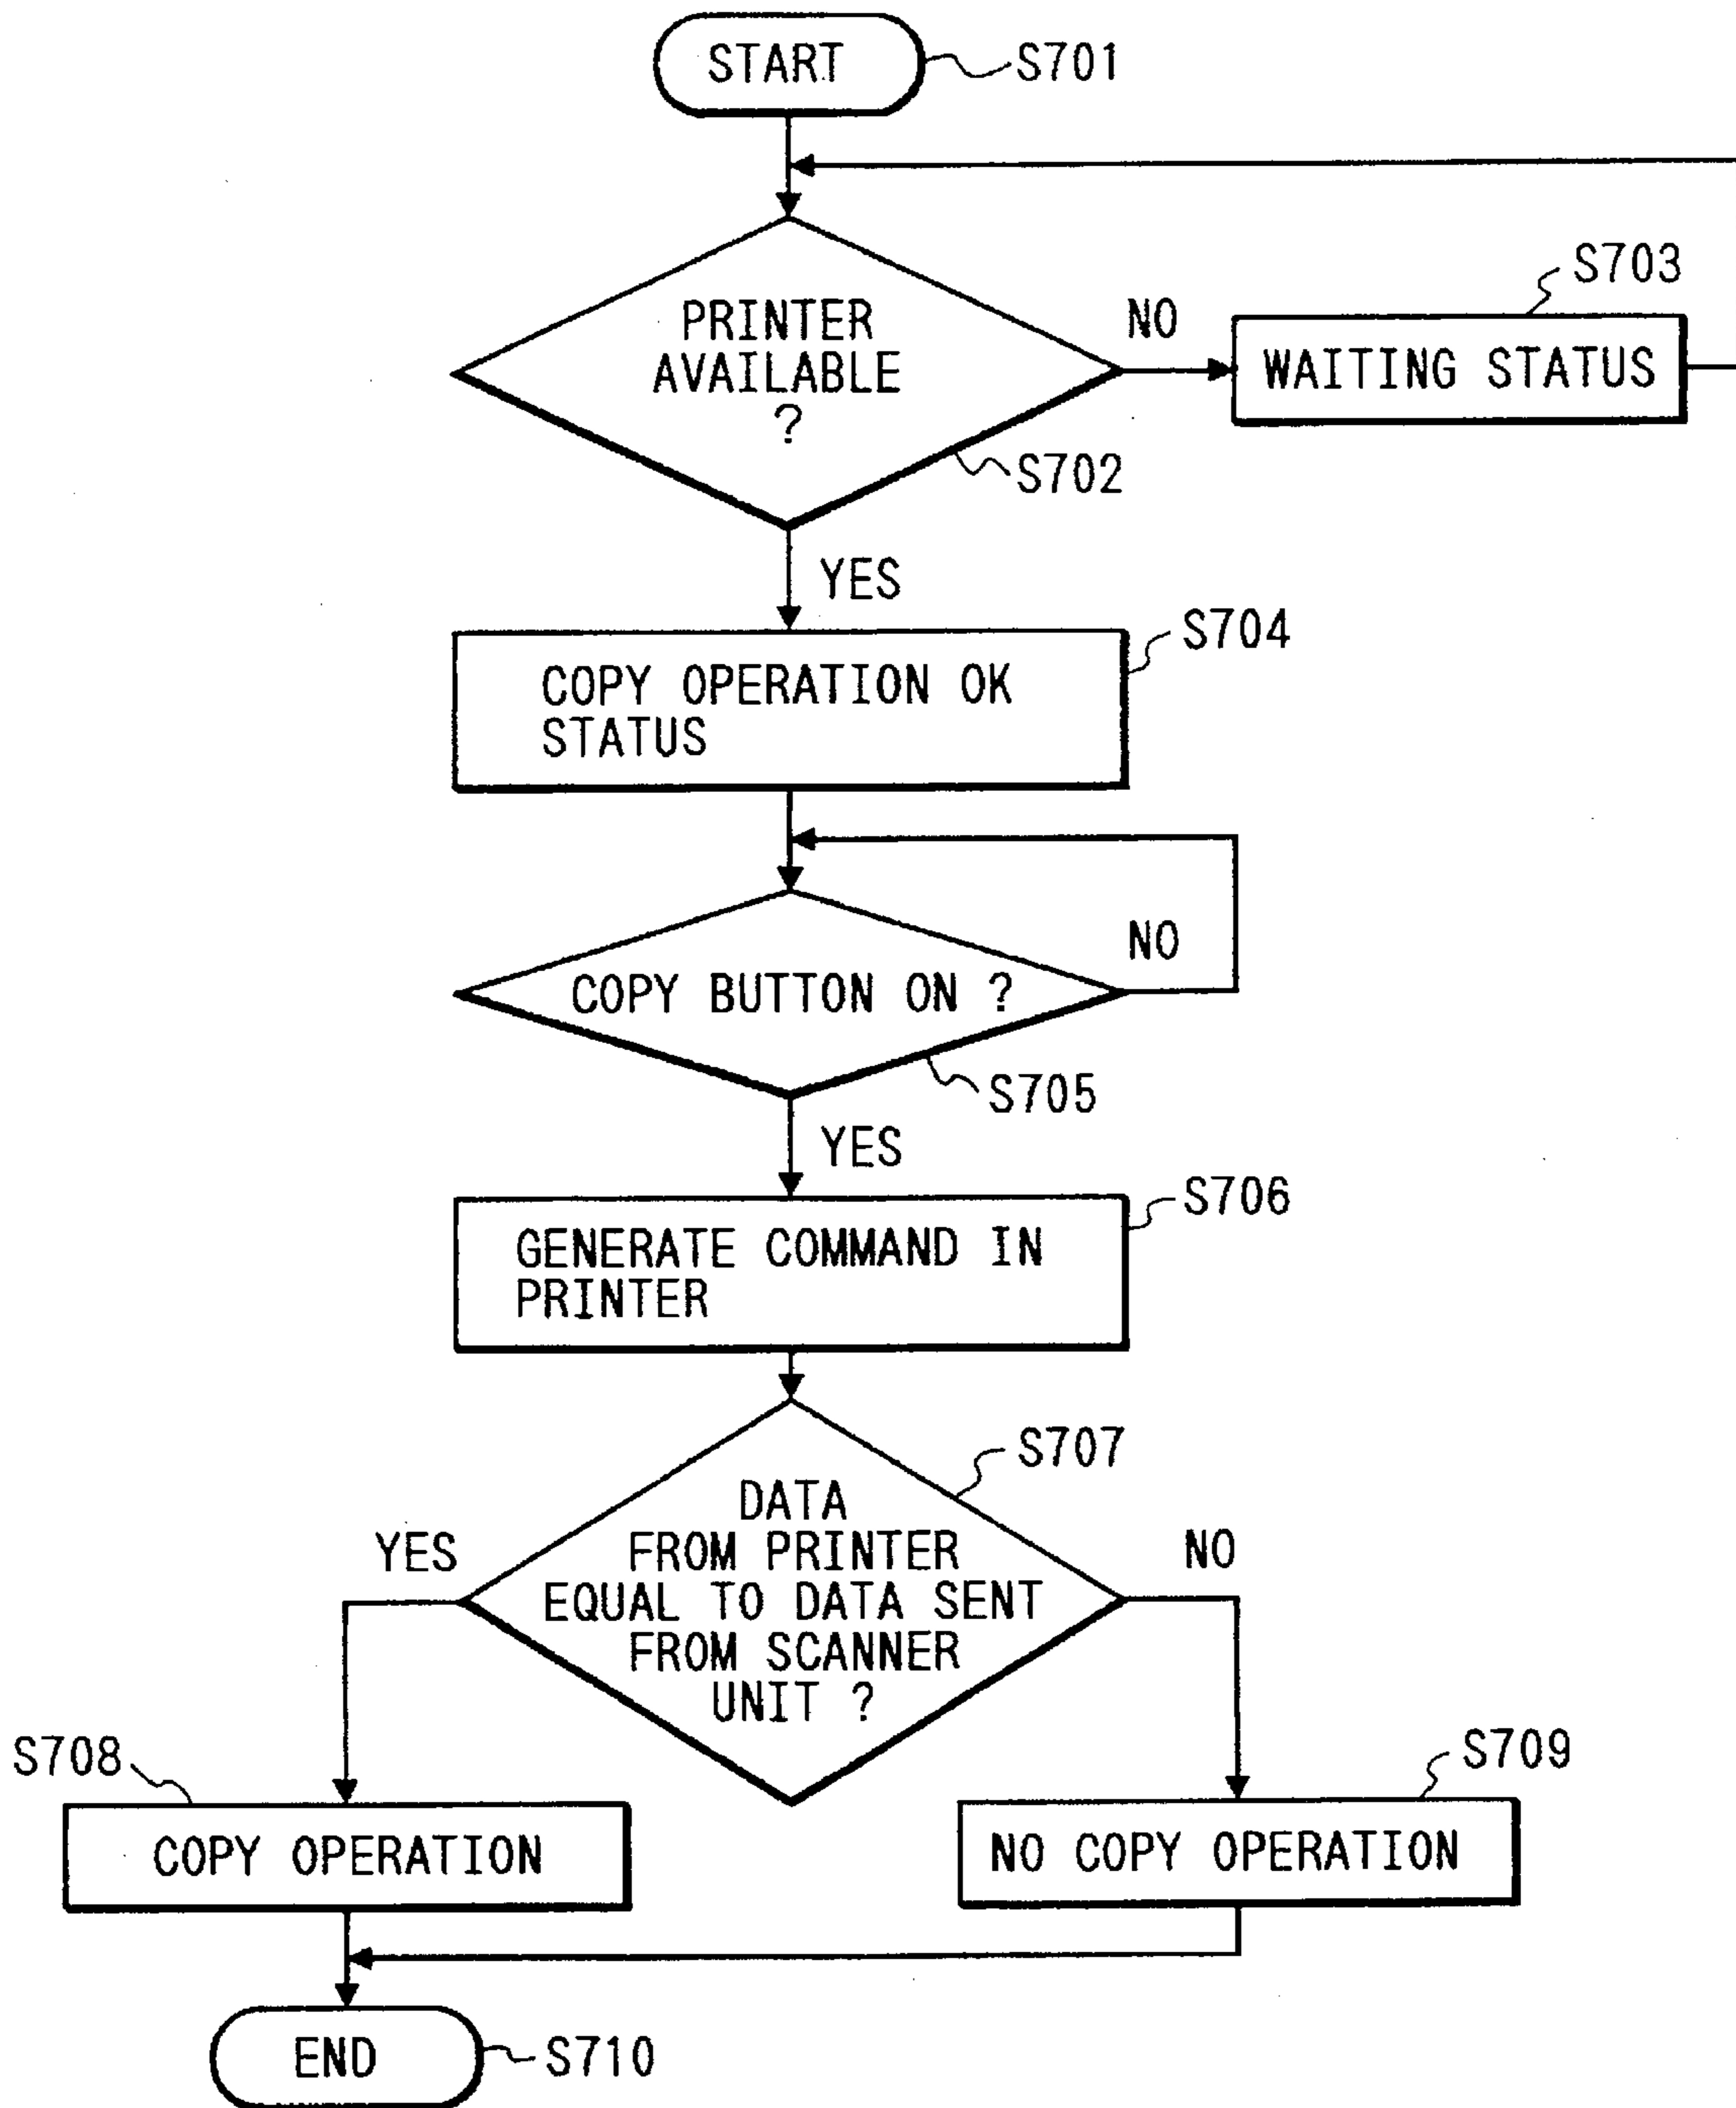 START
S701
S703
PRINTER
AVAILABLE
?
NO
WAITING STATUS
S702
YES
S704
COPY OPERATION OK
STATUS
NO
COPY BUTTON ON ?
S705
YES
S706
GENERATE COMMAND IN
PRINTER
S707
DATA
FROM PRINTER
EQUAL TO DATA SENT
FROM SCANNER
UNIT ?
YES
NO
S708
S709
COPY OPERATION
NO COPY OPERATION
END
S710